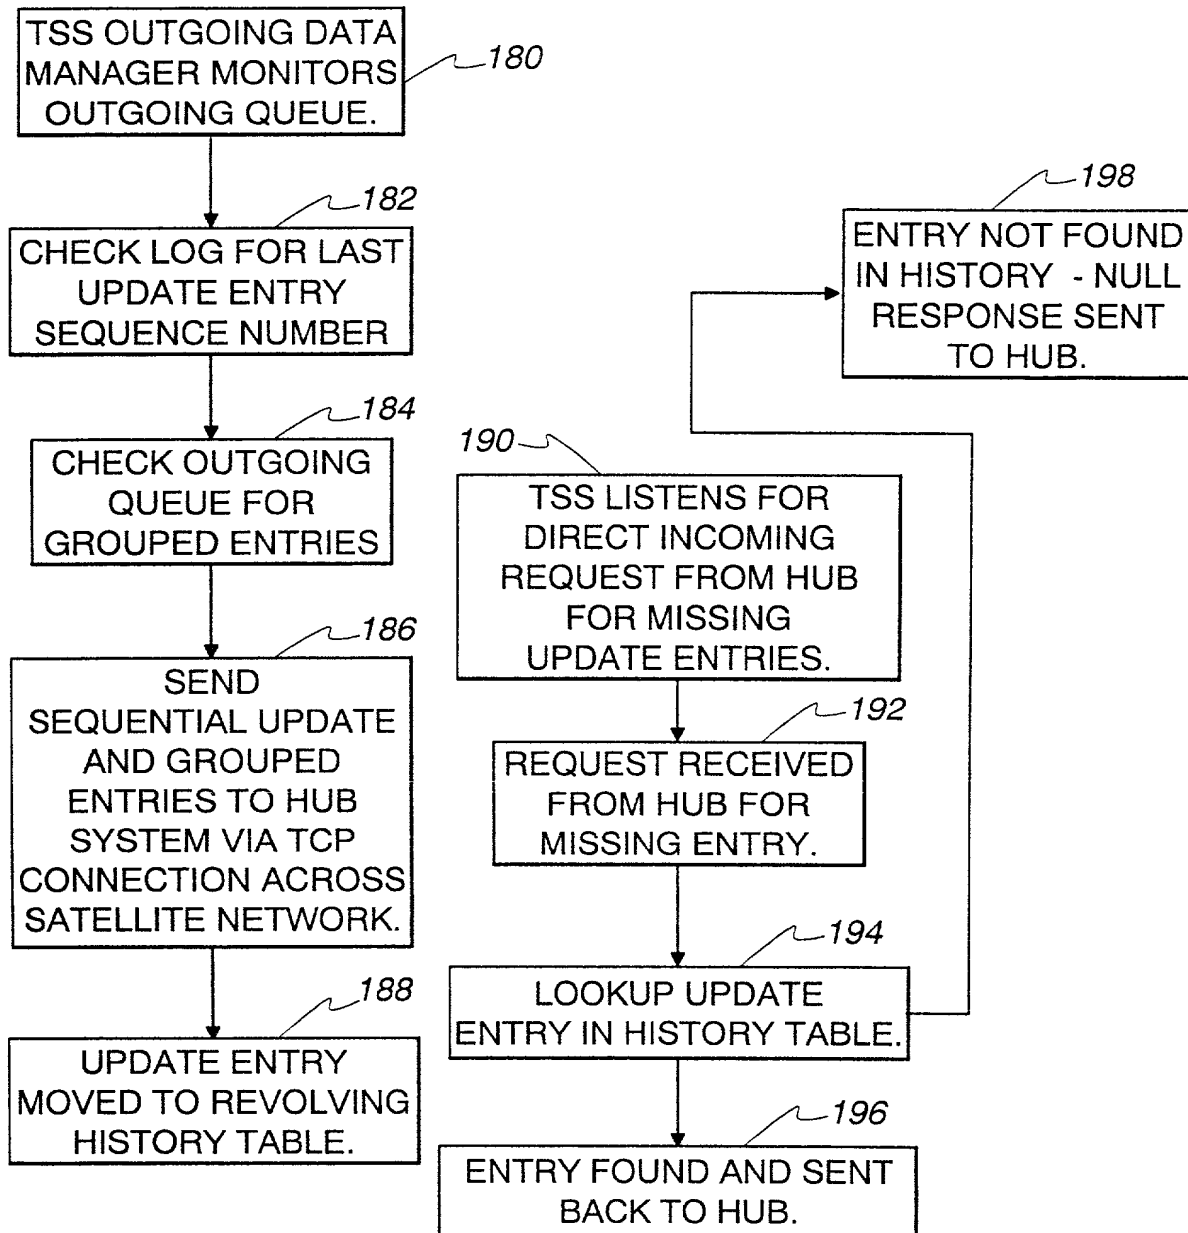 TSS OUTGOING DATA
MANAGER MONITORS
OUTGOING QUEUE.
180
182
CHECK LOG FOR LAST
UPDATE ENTRY
SEQUENCE NUMBER
184
CHECK OUTGOING
QUEUE FOR
GROUPED ENTRIES
186
SEND
SEQUENTIAL UPDATE
AND GROUPED
ENTRIES TO HUB
SYSTEM VIA TCP
CONNECTION ACROSS
SATELLITE NETWORK.
188
UPDATE ENTRY
MOVED TO REVOLVING
HISTORY TABLE.
190
TSS LISTENS FOR
DIRECT INCOMING
REQUEST FROM HUB
FOR MISSING
UPDATE ENTRIES.
192
REQUEST RECEIVED
FROM HUB FOR
MISSING ENTRY.
194
LOOKUP UPDATE
ENTRY IN HISTORY TABLE.
196
ENTRY FOUND AND SENT
BACK TO HUB.
198
ENTRY NOT FOUND
IN HISTORY - NULL
RESPONSE SENT
TO HUB.